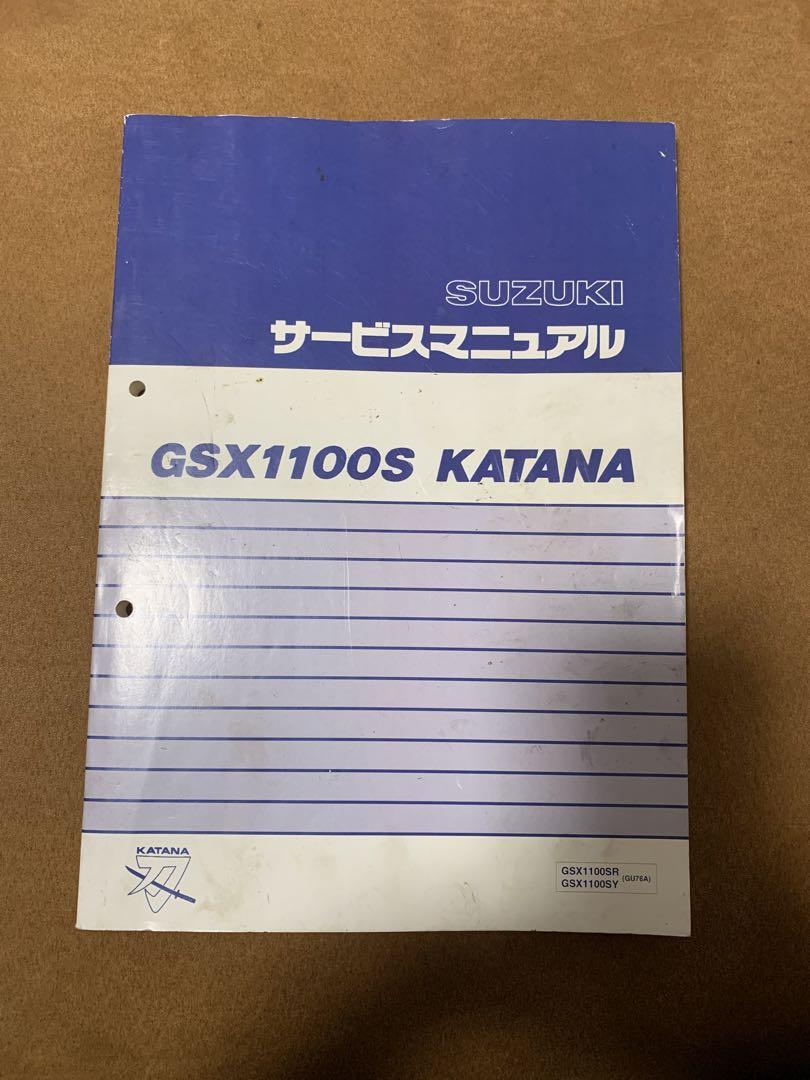 SUZUKI
サービスマニュアル
GSX1100S KATANA
KATANA
刀
GSX1100SR
GSX1100SY (GU76A)